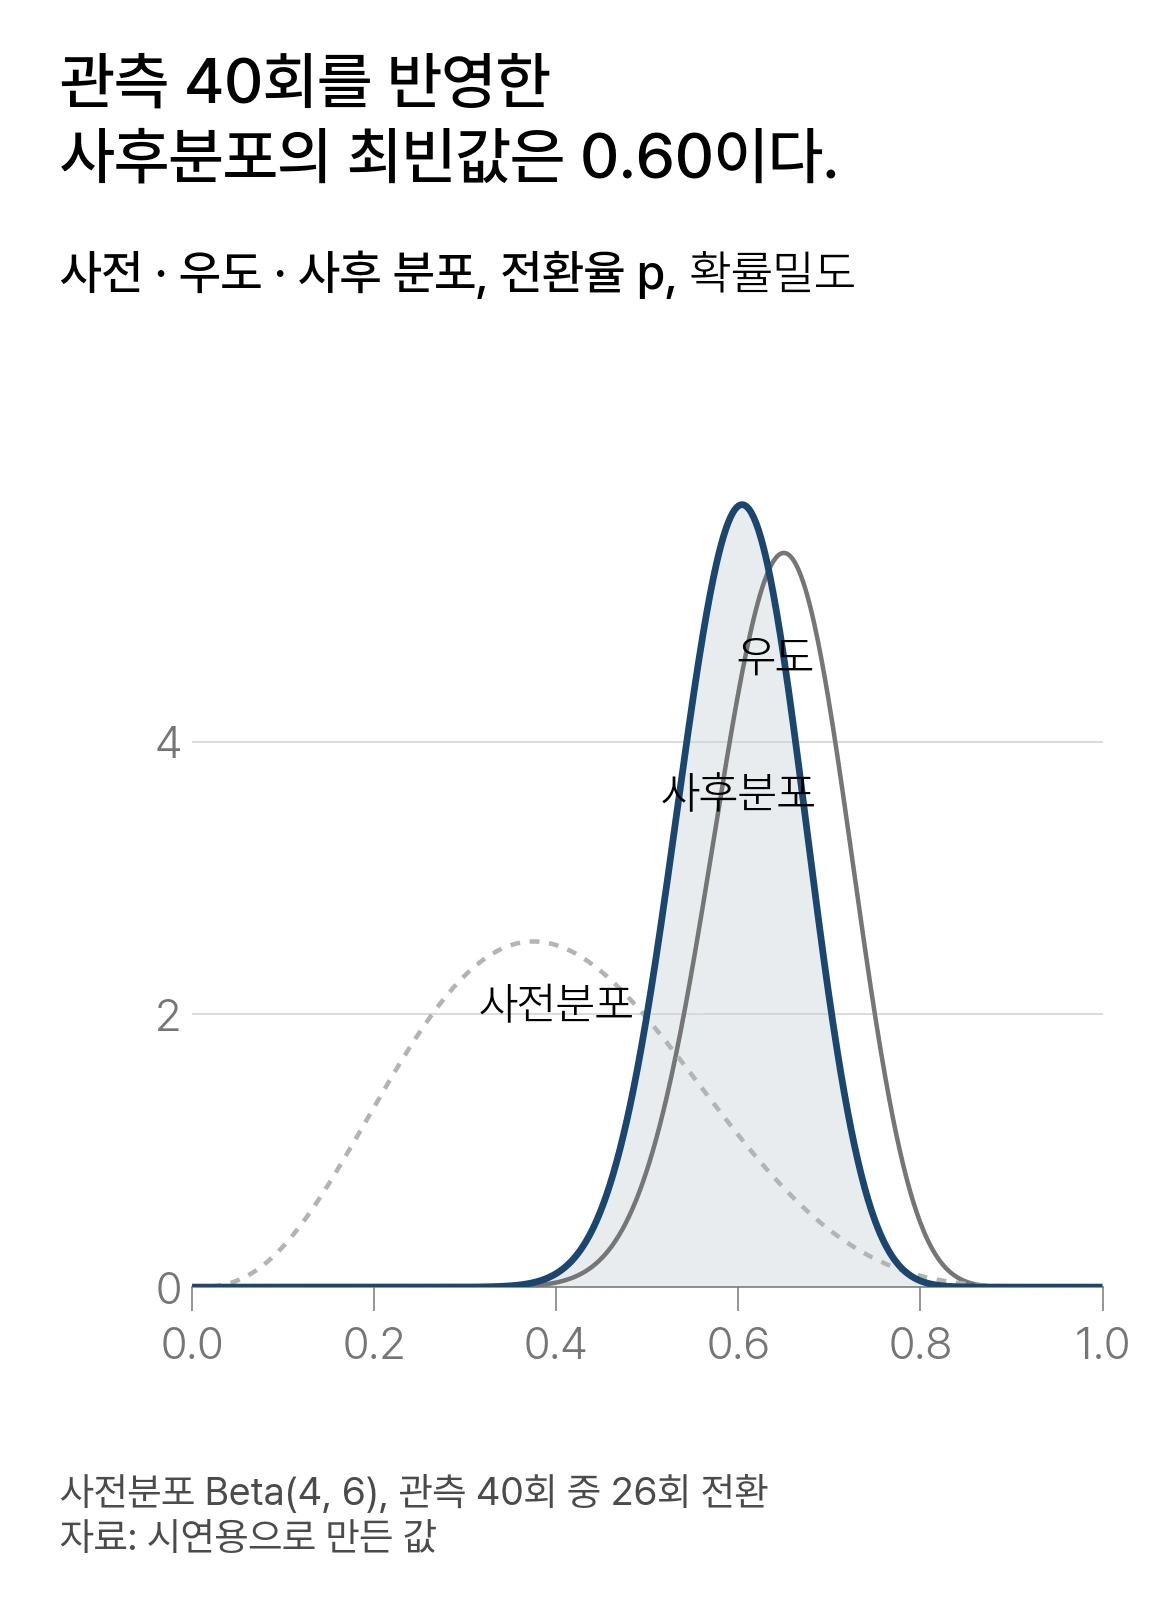 관측 40회를 반영한
사후분포의 최빈값은 0.60이다.
사전 · 우도 · 사후 분포, 전환율 p, 확률밀도
우도
4
사후분포
사전분포
2
0
0.0 0.2 0.4 0.6 0.8 1.0
사전분포 Beta(4, 6), 관측 40회 중 26회 전환
자료: 시연용으로 만든 값